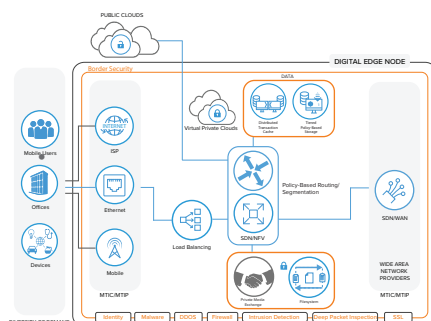 PUBLIC CLOUDS
DIGITAL EDGE NODE
Border Security
DATA
Distributed
Transaction
Cache
Tiered
Policy-Based
Storage
INTERNET
ISP
Virtual Private Clouds
Mobile Users
Policy-Based Routing/
Segmentation
Offices
Ethernet
SDN/WAN
Load Balancing
SDN/NFV
Devices
Mobile
WIDE AREA
NETWORK
PROVIDERS
Private Media
Exchange
Filesystem
MTIC/MTIP
MTIC/MTIP
Identity
Malware
DDOS
Firewall
Intrusion Detection
Deep Packet Inspection
SSL